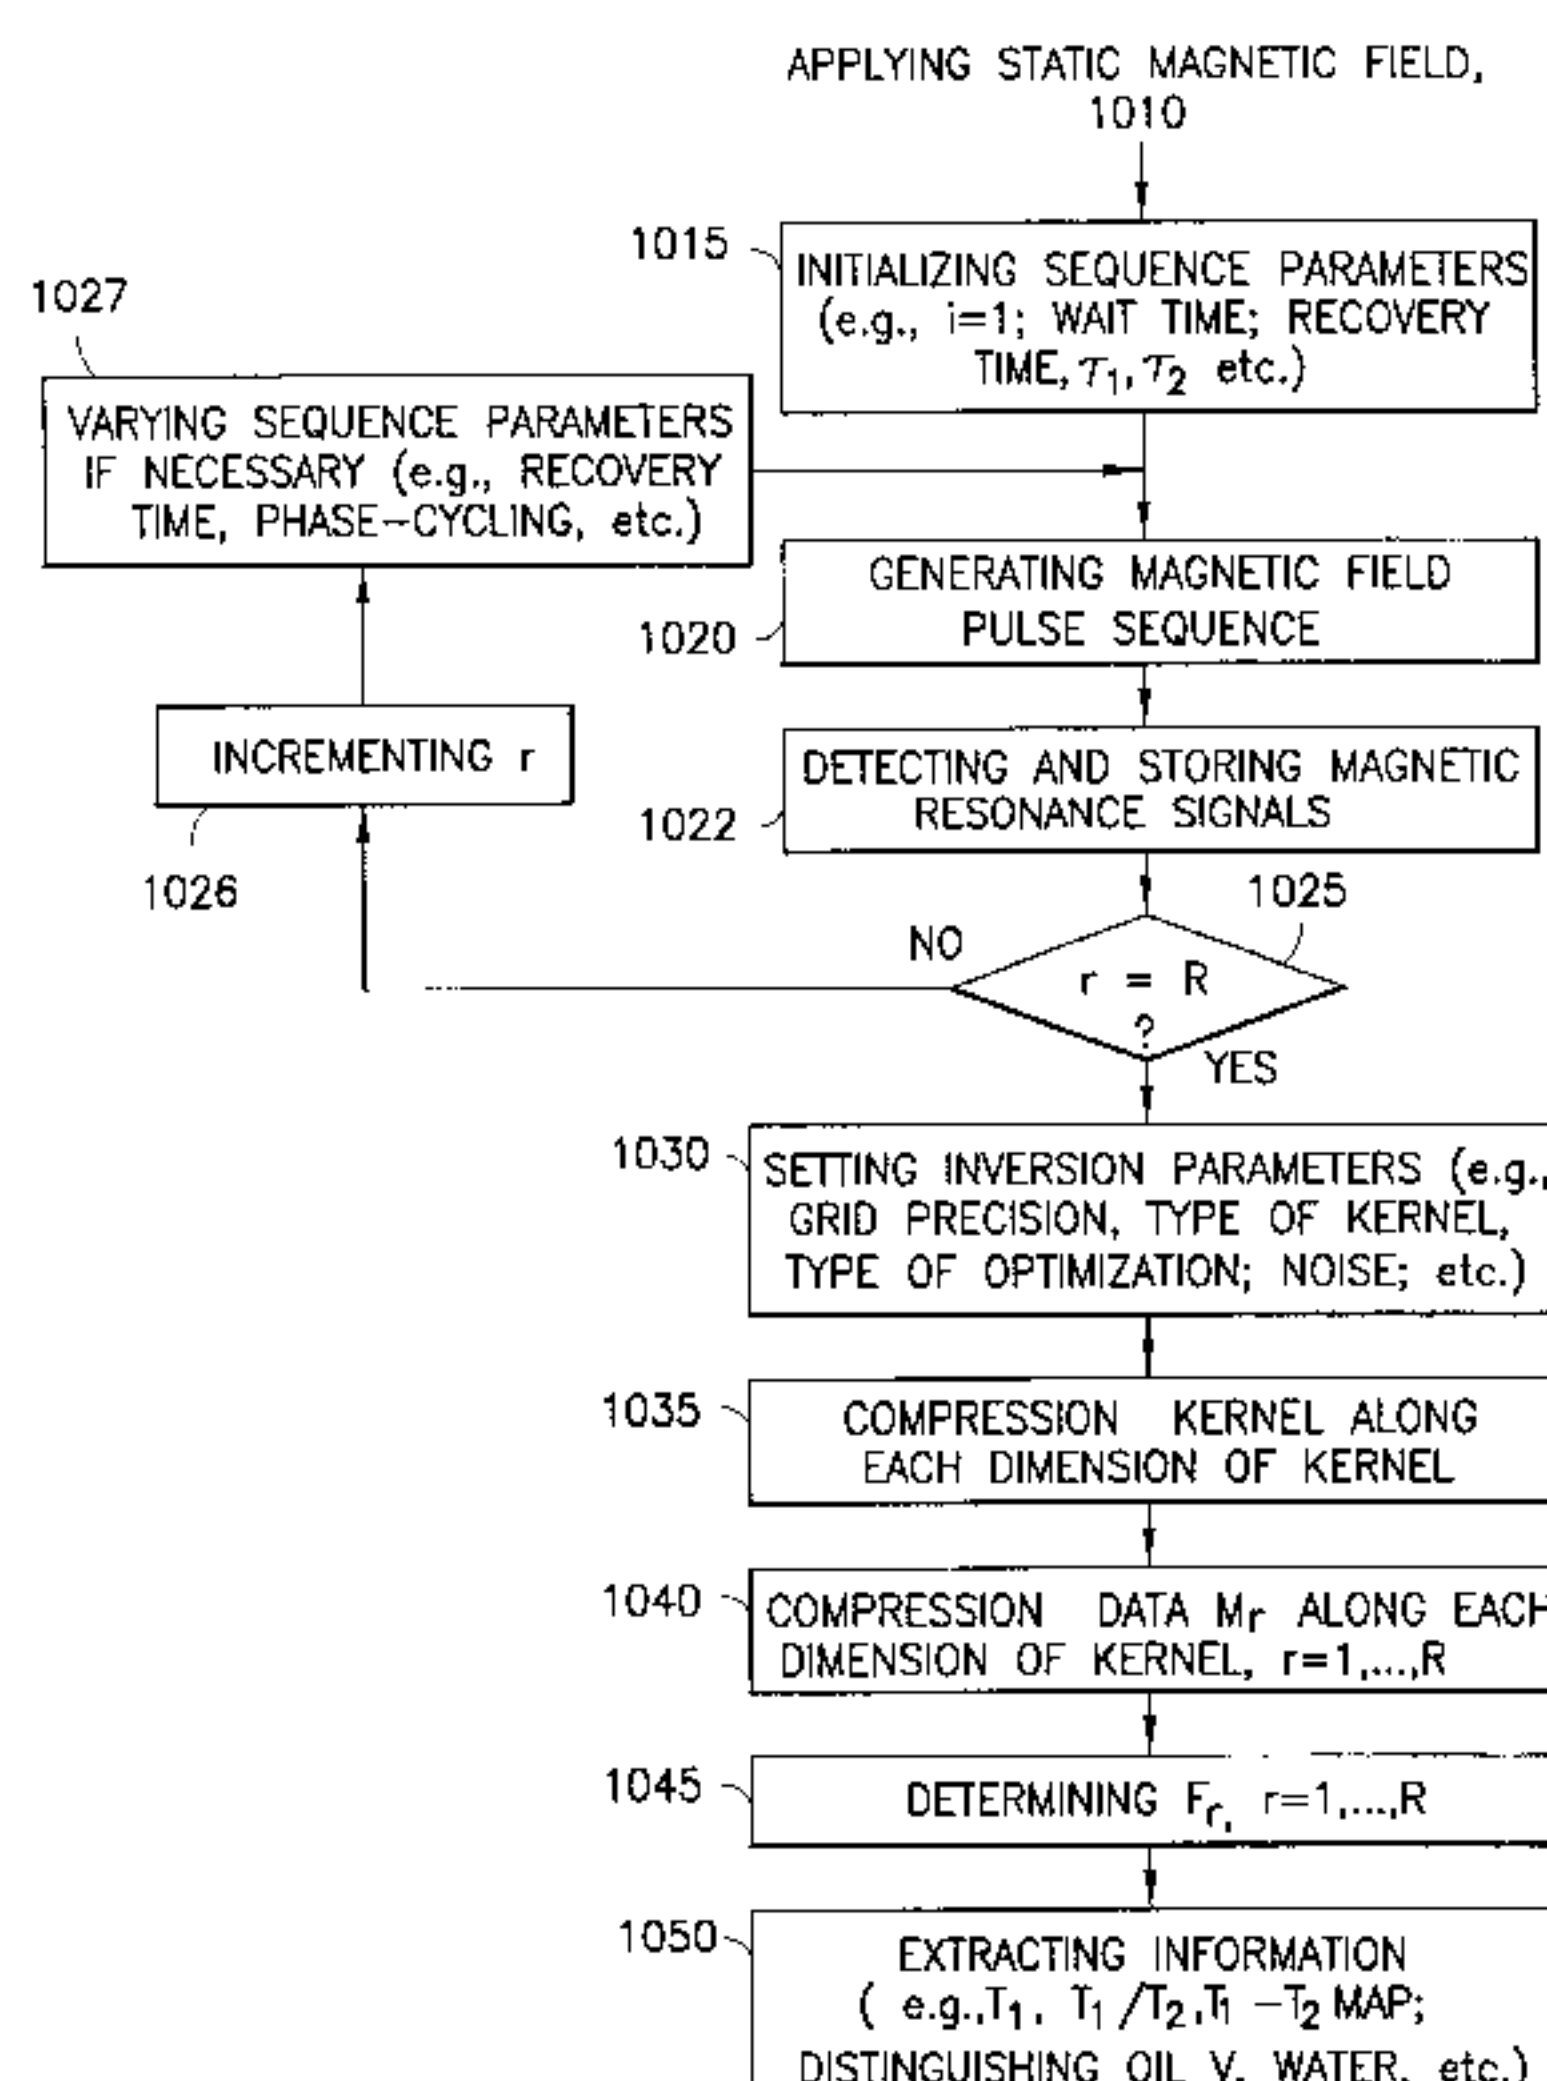 APPLYING STATIC MAGNETIC FIELD,
1010
1015
INITIALIZING SEQUENCE PARAMETERS
(e.g., i=1; WAIT TIME; RECOVERY
TIME, τ1, τ2 etc.)
1027
VARYING SEQUENCE PARAMETERS
IF NECESSARY (e.g., RECOVERY
TIME, PHASE-CYCLING, etc.)
GENERATING MAGNETIC FIELD
PULSE SEQUENCE
1020
INCREMENTING r
1026
DETECTING AND STORING MAGNETIC
RESONANCE SIGNALS
1022
1025
NO
r = R
?
YES
1030
SETTING INVERSION PARAMETERS (e.g.,
GRID PRECISION, TYPE OF KERNEL,
TYPE OF OPTIMIZATION; NOISE; etc.)
1035
COMPRESSION KERNEL ALONG
EACH DIMENSION OF KERNEL
1040
COMPRESSION DATA Mr ALONG EACH
DIMENSION OF KERNEL, r=1,...,R
1045
DETERMINING Fr, r=1,...,R
1050
EXTRACTING INFORMATION
( e.g.,T1, T1/T2,T1-T2 MAP;
DISTINGUISHING OIL V. WATER, etc.)